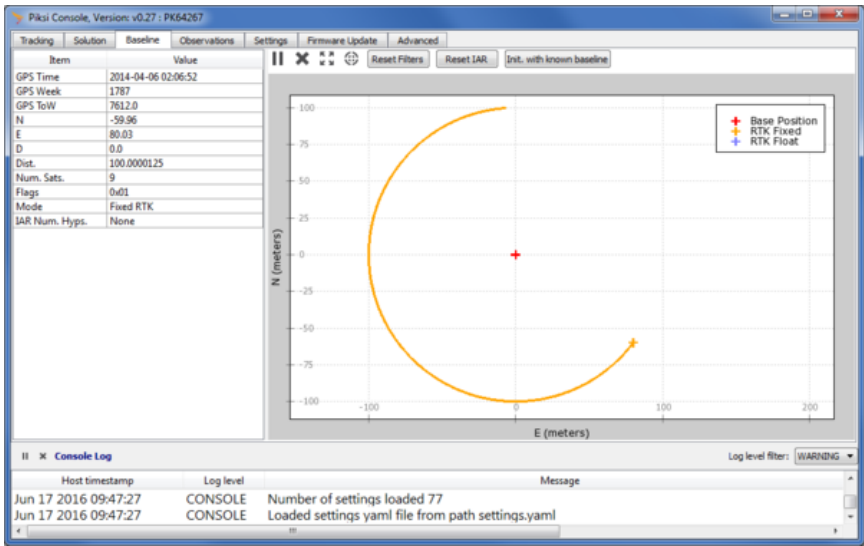 Piksi Console, Version: v0.27 : PK64267
Tracking Solution Baseline Observations Settings Firmware Update Advanced
Item Value
GPS Time 2014-04-06 02:06:52
GPS Week 1787
GPS ToW 7612.0
N -59.96
E 80.03
D 0.0
Dist. 100.0000125
Num. Sats. 9
Flags 0x01
Mode Fixed RTK
IAR Num. Hyps. None
Reset Filters Reset IAR Init. with known baseline
Base Position
RTK Fixed
RTK Float
N (meters)
100
75
50
25
0
-25
-50
-75
-100
-100 0 100 200
E (meters)
Console Log Log level filter: WARNING
Host timestamp Log level Message
Jun 17 2016 09:47:27 CONSOLE Number of settings loaded 77
Jun 17 2016 09:47:27 CONSOLE Loaded settings yaml file from path settings.yaml